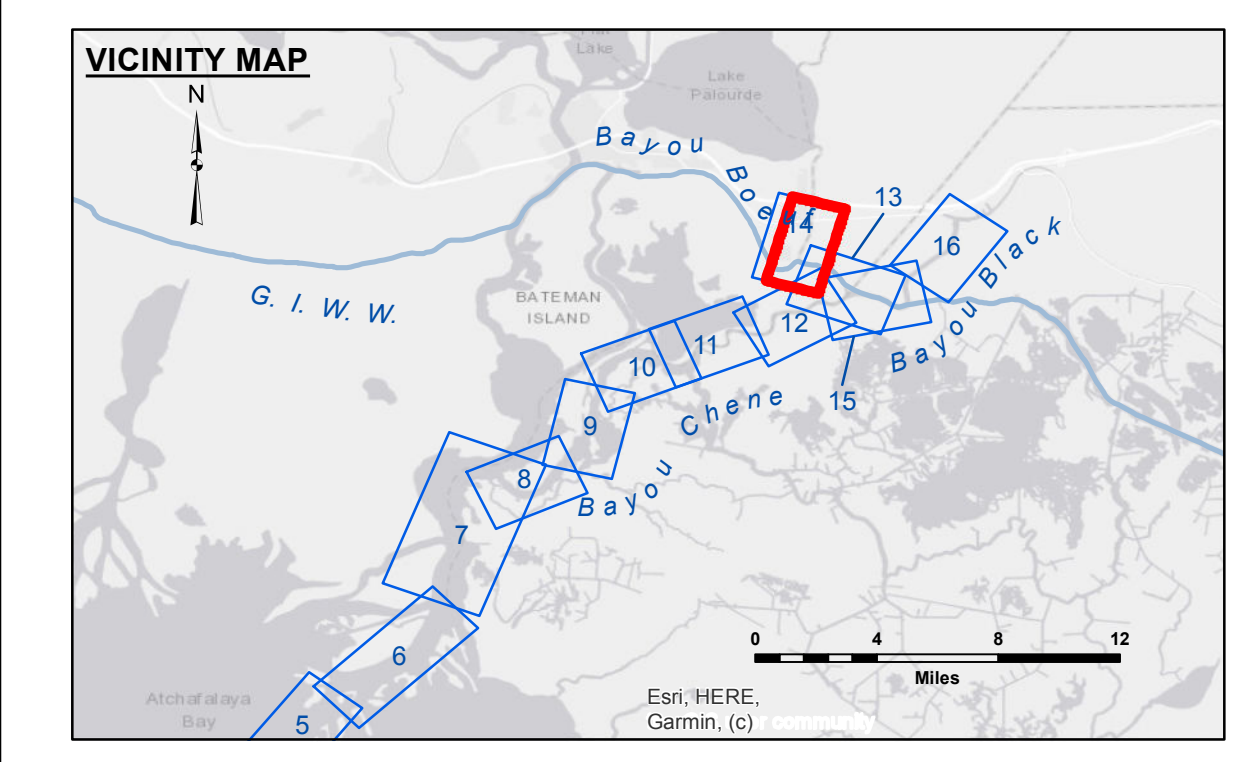 VICINITY MAP
N
Lake
Lake
Palourde
Bayou
Boeuf
13
14
16
Bayou Black
G. I. W. W.
BATEMAN
ISLAND
12
11
10
15
Chene
9
8
Bayou
7
0 4 8 12
Miles
6
Atchafalaya
Bay
5
Esri, HERE,
Garmin, (c)
r community